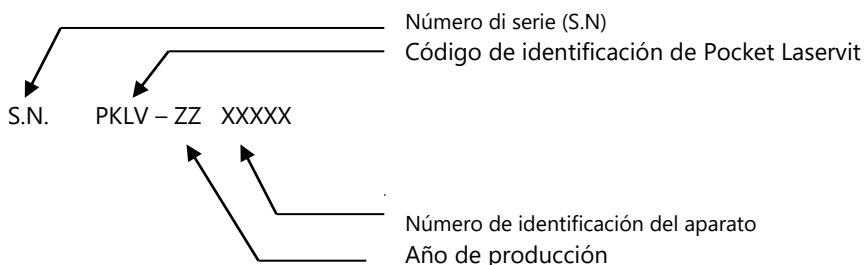 Número di serie (S.N)
Código de identificación de Pocket Laservit
S.N. PKLV – ZZ XXXXX
Número de identificación del aparato
Año de producción